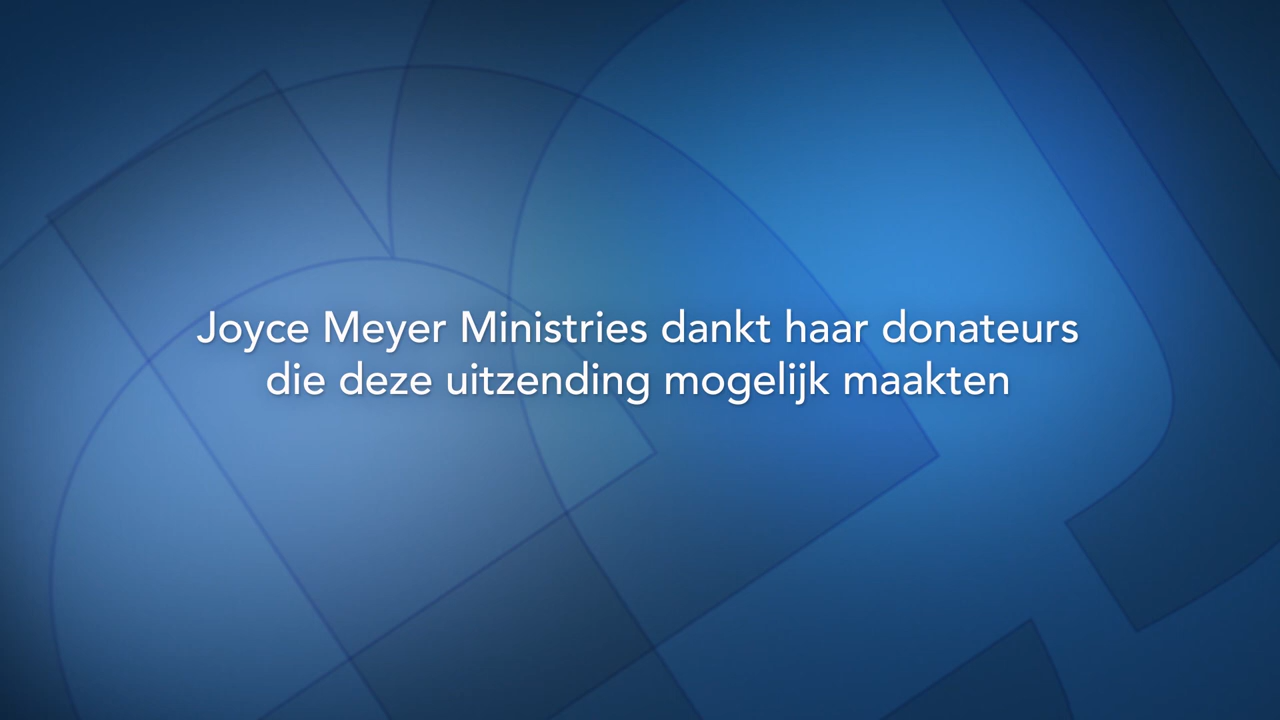 Joyce Meyer Ministries dankt haar donateurs
die deze uitzending mogelijk maakten